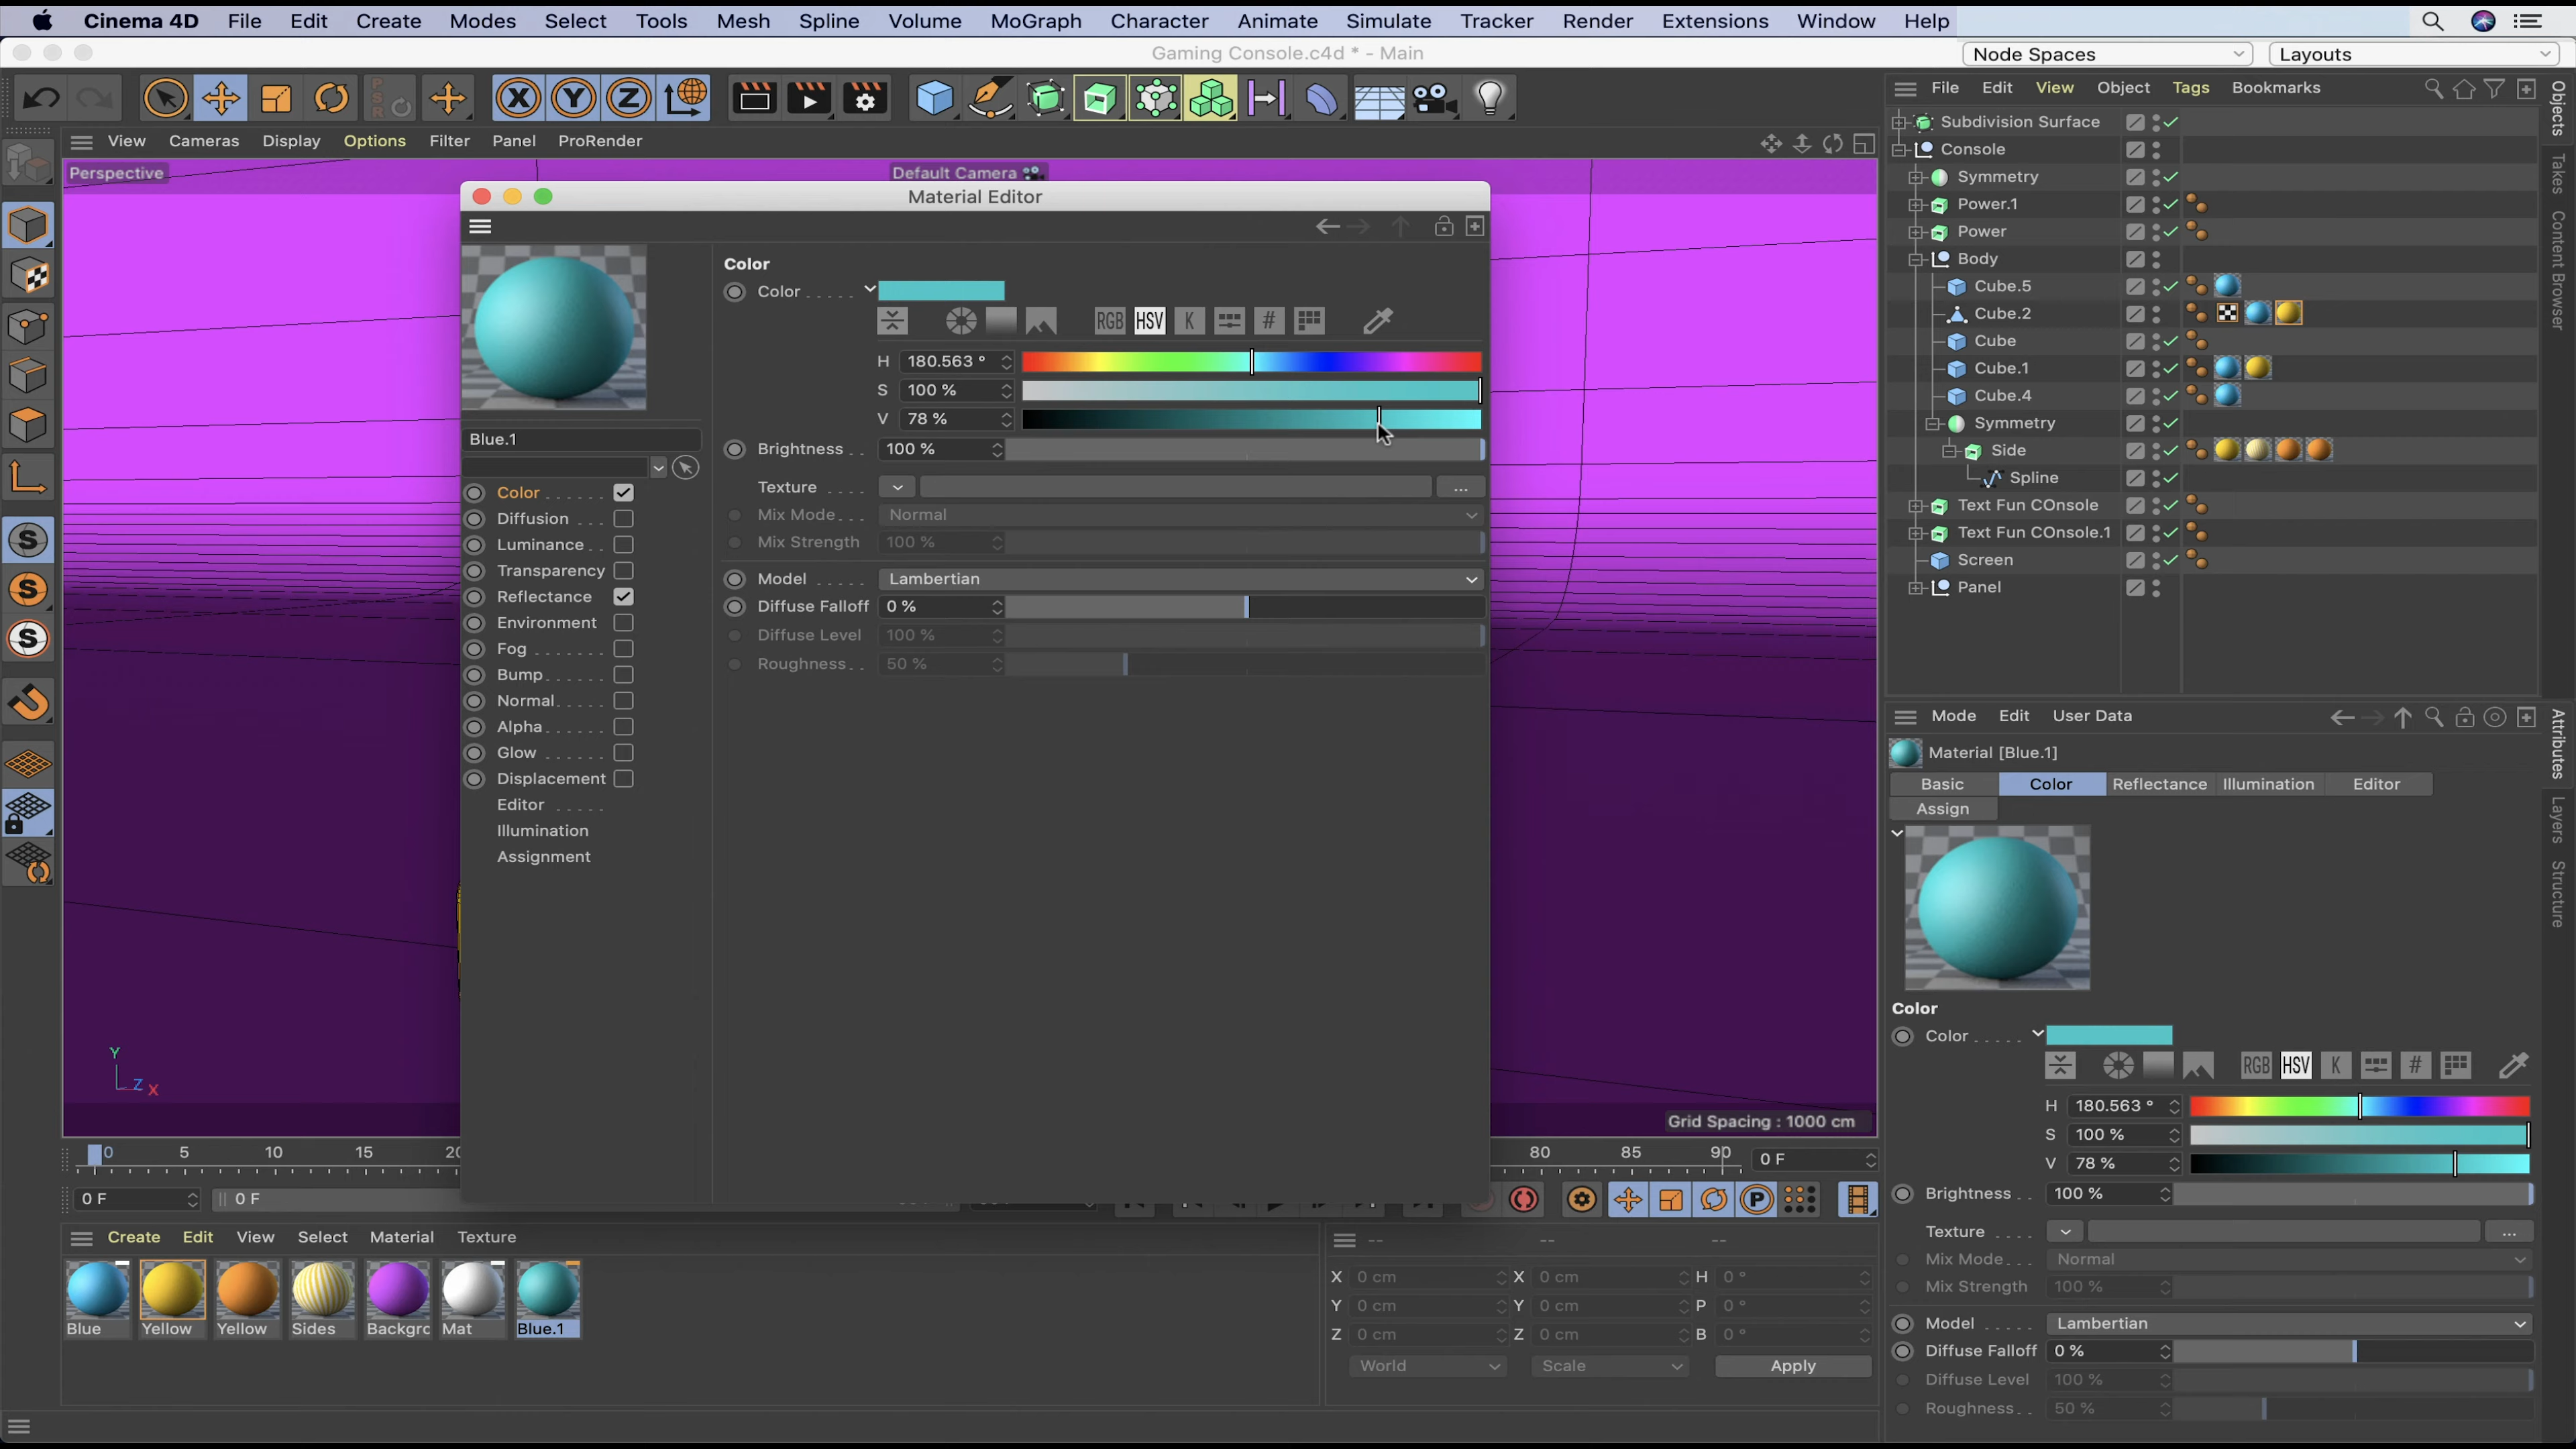 Cinema 4D File Edit Create Modes Select Tools Mesh Spline Volume MoGraph Character Animate Simulate Tracker Render Extensions Window Help
Gaming Console.c4d * - Main
Node Spaces
Layouts
PSR
X Y Z
View Cameras Display Options Filter Panel ProRender
Perspective
Default Camera
Material Editor
Blue.1
Color
Diffusion
Luminance
Transparency
Reflectance
Environment
Fog
Bump
Normal
Alpha
Glow
Displacement
Editor
Illumination
Assignment
Color
Color
RGB HSV K #
H 180.563 °
S 100 %
V 78 %
Brightness 100 %
Texture ...
Mix Mode Normal
Mix Strength 100 %
Model Lambertian
Diffuse Falloff 0 %
Diffuse Level 100 %
Roughness 50 %
Y
Z X
Grid Spacing : 1000 cm
0 5 10 15 20 80 85 90 0 F
0 F 0 F
P
Create Edit View Select Material Texture
Blue Yellow Yellow Sides Backgrc Mat Blue.1
-- -- --
X 0 cm X 0 cm H 0 °
Y 0 cm Y 0 cm P 0 °
Z 0 cm Z 0 cm B 0 °
World Scale Apply
File Edit View Object Tags Bookmarks
Subdivision Surface
Console
Symmetry
Power.1
Power
Body
Cube.5
Cube.2
Cube
Cube.1
Cube.4
Symmetry
Side
Spline
Text Fun COnsole
Text Fun COnsole.1
Screen
Panel
Objects
Takes
Content Browser
Mode Edit User Data
Material [Blue.1]
Basic Color Reflectance Illumination Editor
Assign
Color
Color
RGB HSV K #
H 180.563 °
S 100 %
V 78 %
Brightness 100 %
Texture ...
Mix Mode Normal
Mix Strength 100 %
Model Lambertian
Diffuse Falloff 0 %
Diffuse Level 100 %
Roughness 50 %
Attributes
Layers
Structure